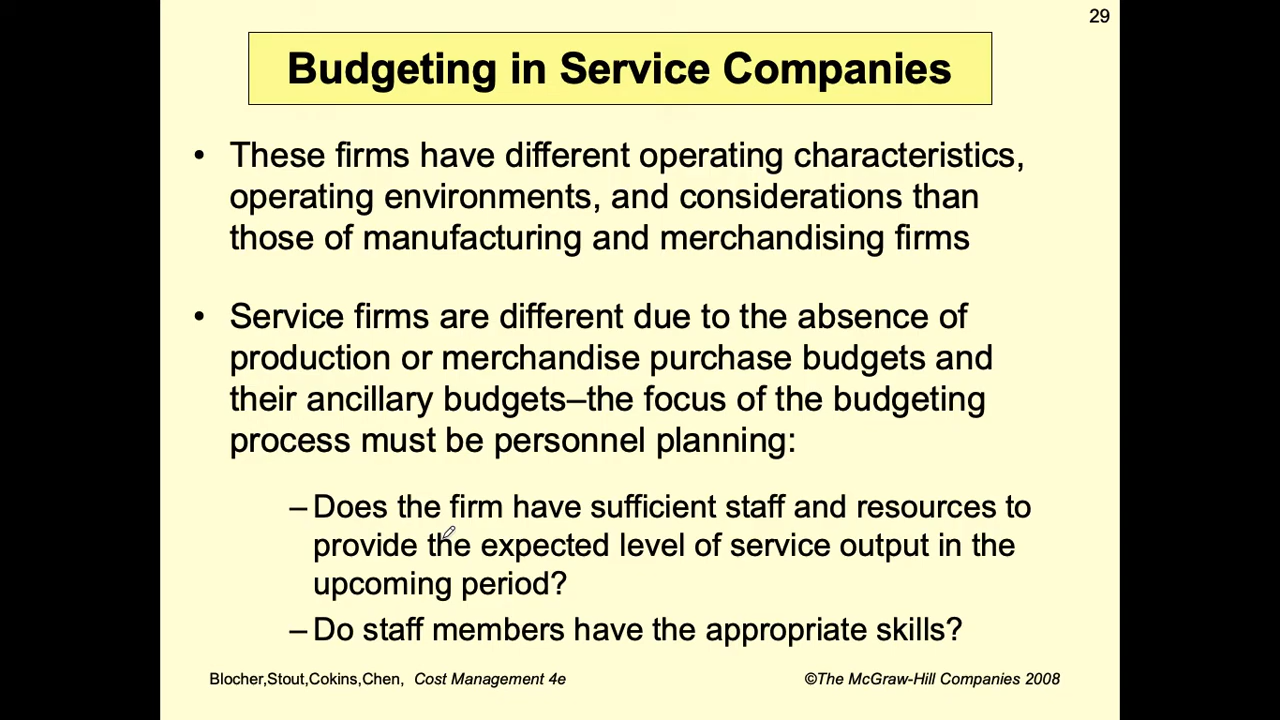 29
Budgeting in Service Companies
• These firms have different operating characteristics,
operating environments, and considerations than
those of manufacturing and merchandising firms
• Service firms are different due to the absence of
production or merchandise purchase budgets and
their ancillary budgets–the focus of the budgeting
process must be personnel planning:
– Does the firm have sufficient staff and resources to
provide the expected level of service output in the
upcoming period?
– Do staff members have the appropriate skills?
Blocher,Stout,Cokins,Chen, Cost Management 4e ©The McGraw-Hill Companies 2008